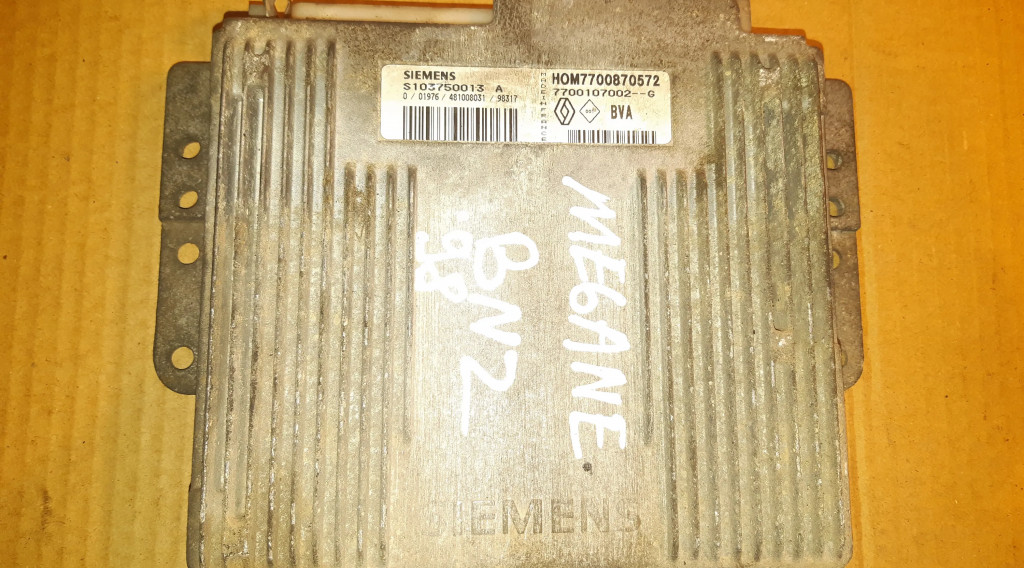 SIEMENS
S103750013 A
0 / 01976 / 481008031 / 98317
MADE IN FRANCE
HOM7700870572
7700107002--G
BVA
MEGANE
BNZ
98
SIEMENS